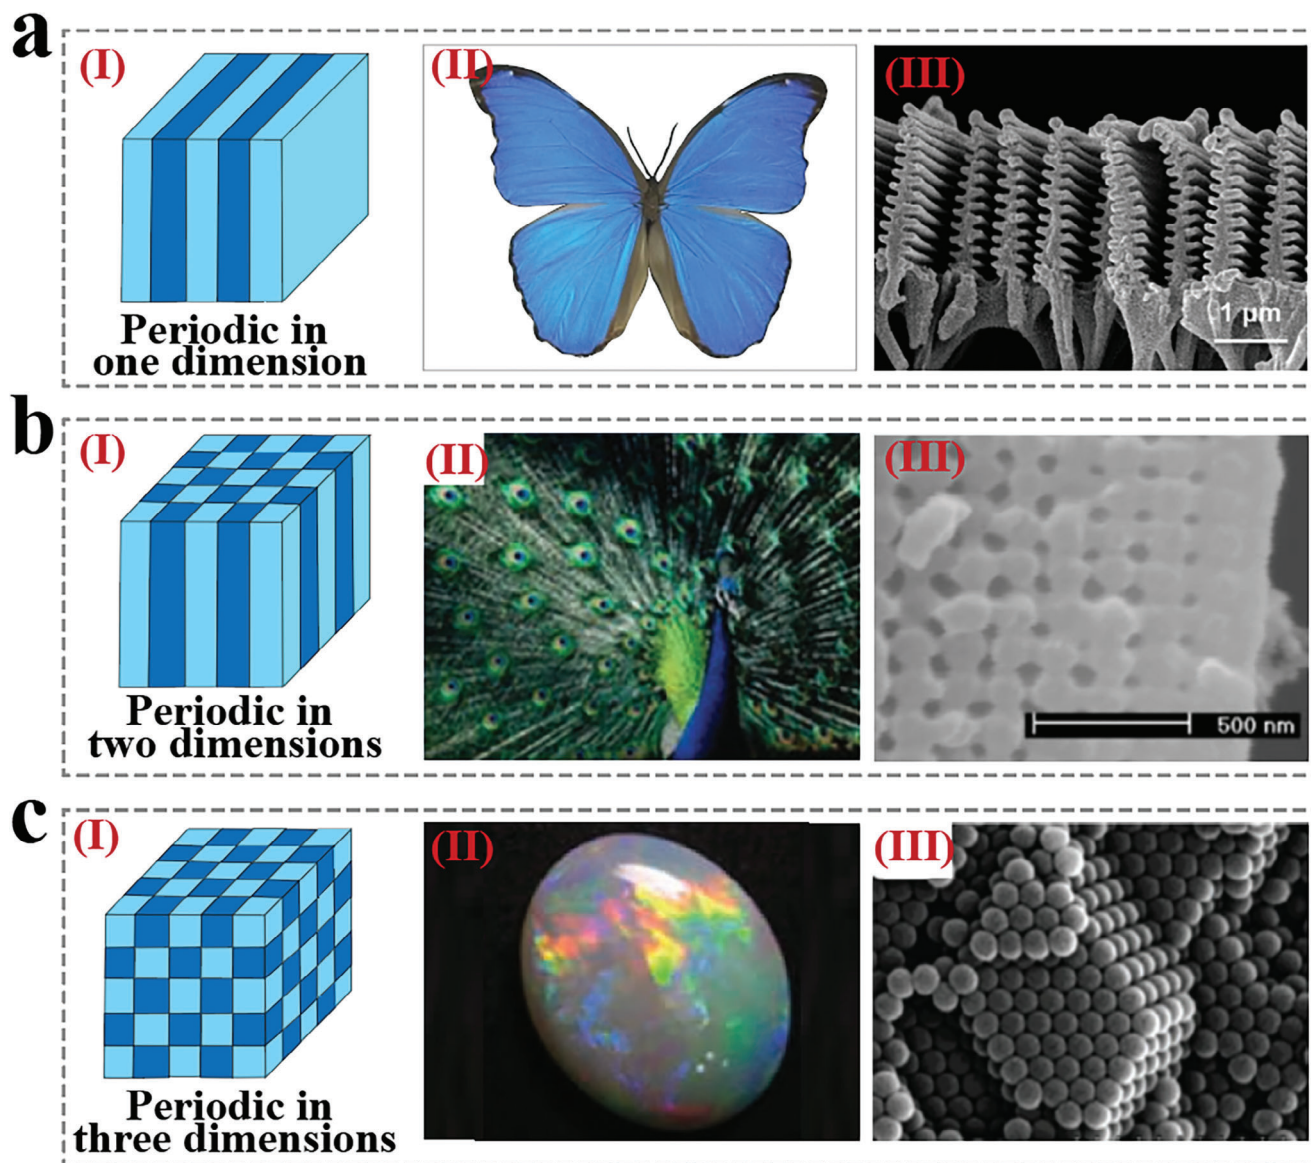 a
(I)
(II)
(III)
1 μm
Periodic in
one dimension
b
(I)
(II)
(III)
500 nm
Periodic in
two dimensions
c
(I)
(II)
(III)
Periodic in
three dimensions